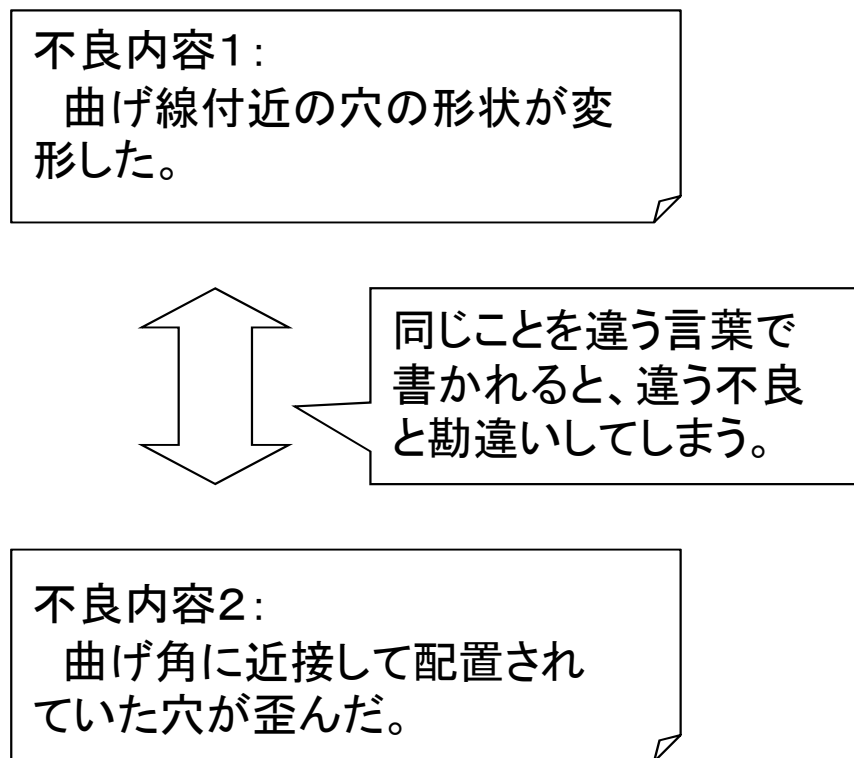 不良内容1:
曲げ線付近の穴の形状が変
形した。
同じことを違う言葉で
書かれると、違う不良
と勘違いしてしまう。
不良内容2:
曲げ角に近接して配置され
ていた穴が歪んだ。